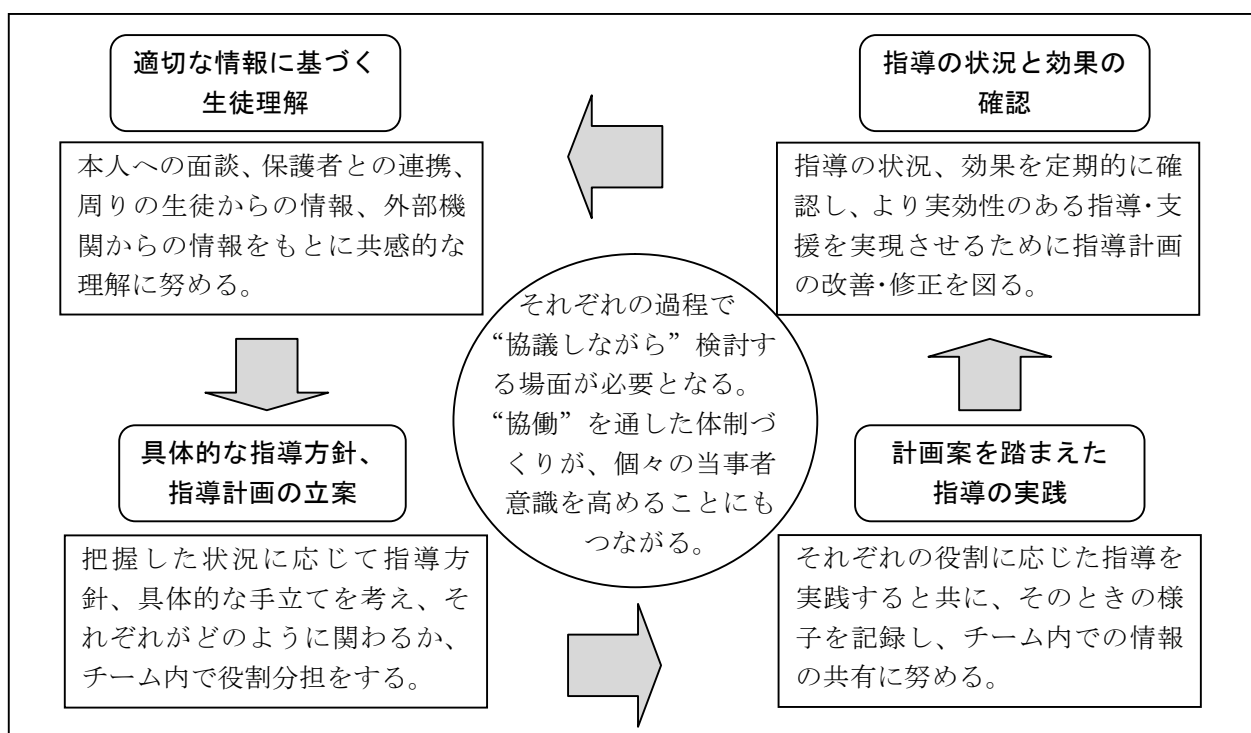 適切な情報に基づく
生徒理解
本人への面談、保護者との連携、
周りの生徒からの情報、外部機
関からの情報をもとに共感的な
理解に努める。
指導の状況と効果の
確認
指導の状況、効果を定期的に確
認し、より実効性のある指導・支
援を実現させるために指導計画
の改善・修正を図る。
それぞれの過程で
“協議しながら”検討す
る場面が必要となる。
“協働”を通した体制づ
くりが、個々の当事者
意識を高めることにも
つながる。
具体的な指導方針、
指導計画の立案
把握した状況に応じて指導方
針、具体的な手立てを考え、そ
れぞれがどのように関わるか、
チーム内で役割分担をする。
計画案を踏まえた
指導の実践
それぞれの役割に応じた指導を
実践すると共に、そのときの様
子を記録し、チーム内での情報
の共有に努める。